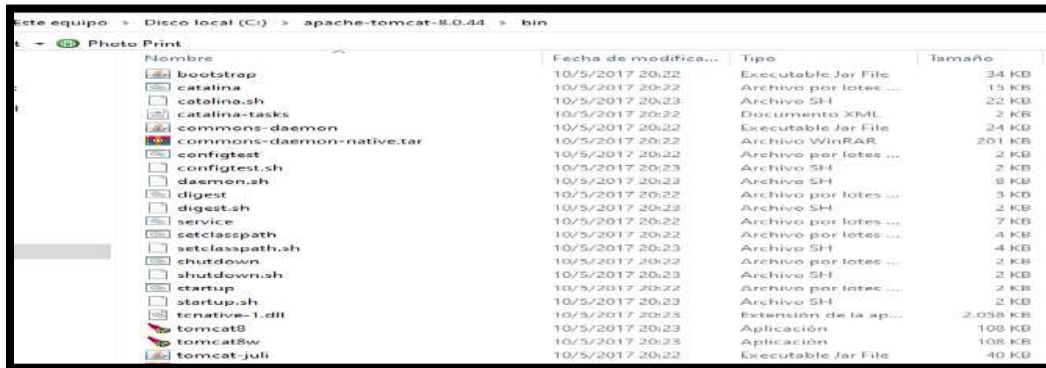 Este equipo > Disco local (C:) > apache-tomcat-8.0.44 > bin
Photo Print
Nombre Fecha de modifica... Tipo Tamaño
bootstrap 10/5/2017 20:22 Executable Jar File 34 KB
catalina 10/5/2017 20:22 Archivo por lotes ... 15 KB
catalina.sh 10/5/2017 20:23 Archivo SH 22 KB
catalina-tasks 10/5/2017 20:22 Documento XML 2 KB
commons-daemon 10/5/2017 20:22 Executable Jar File 24 KB
commons-daemon-native.tar 10/5/2017 20:22 Archivo WinRAR 201 KB
configtest 10/5/2017 20:22 Archivo por lotes ... 2 KB
configtest.sh 10/5/2017 20:23 Archivo SH 2 KB
daemon.sh 10/5/2017 20:23 Archivo SH 8 KB
digest 10/5/2017 20:22 Archivo por lotes ... 3 KB
digest.sh 10/5/2017 20:23 Archivo SH 2 KB
service 10/5/2017 20:22 Archivo por lotes ... 7 KB
setclasspath 10/5/2017 20:22 Archivo por lotes ... 4 KB
setclasspath.sh 10/5/2017 20:23 Archivo SH 4 KB
shutdown 10/5/2017 20:22 Archivo por lotes ... 2 KB
shutdown.sh 10/5/2017 20:23 Archivo SH 2 KB
startup 10/5/2017 20:22 Archivo por lotes ... 2 KB
startup.sh 10/5/2017 20:23 Archivo SH 2 KB
tcnative-1.dll 10/5/2017 20:23 Extensión de la ap... 2.058 KB
tomcat8 10/5/2017 20:23 Aplicación 108 KB
tomcat8w 10/5/2017 20:23 Aplicación 108 KB
tomcat-juli 10/5/2017 20:22 Executable Jar File 40 KB